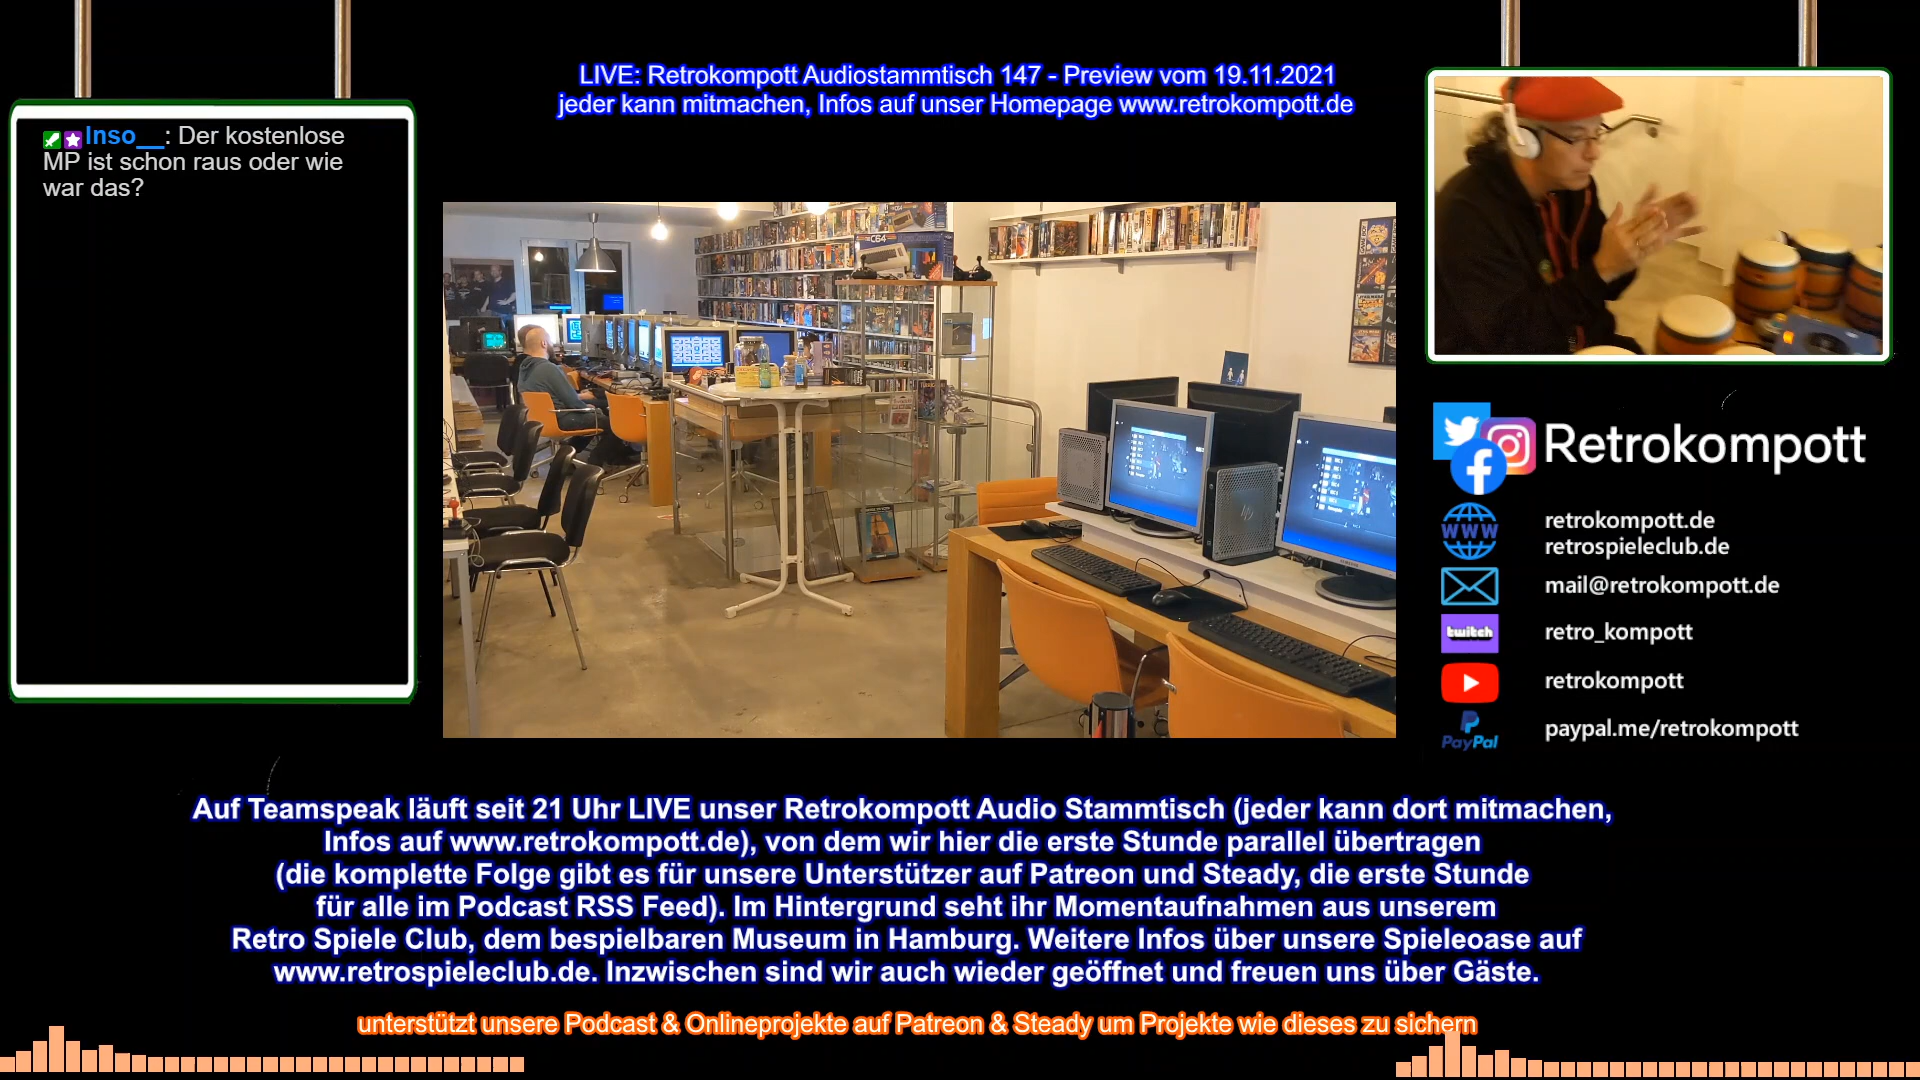 LIVE: Retrokompott Audiostammtisch 147 - Preview vom 19.11.2021
jeder kann mitmachen, Infos auf unser Homepage www.retrokompott.de
Inso__: Der kostenlose
MP ist schon raus oder wie
war das?
C64
Retrokompott
WWW
retrokompott.de
retrospieleclub.de
mail@retrokompott.de
twitch
retro_kompott
retrokompott
PayPal
paypal.me/retrokompott
Auf Teamspeak läuft seit 21 Uhr LIVE unser Retrokompott Audio Stammtisch (jeder kann dort mitmachen,
Infos auf www.retrokompott.de), von dem wir hier die erste Stunde parallel übertragen
(die komplette Folge gibt es für unsere Unterstützer auf Patreon und Steady, die erste Stunde
für alle im Podcast RSS Feed). Im Hintergrund seht ihr Momentaufnahmen aus unserem
Retro Spiele Club, dem bespielbaren Museum in Hamburg. Weitere Infos über unsere Spieleoase auf
www.retrospieleclub.de. Inzwischen sind wir auch wieder geöffnet und freuen uns über Gäste.
unterstützt unsere Podcast & Onlineprojekte auf Patreon & Steady um Projekte wie dieses zu sichern